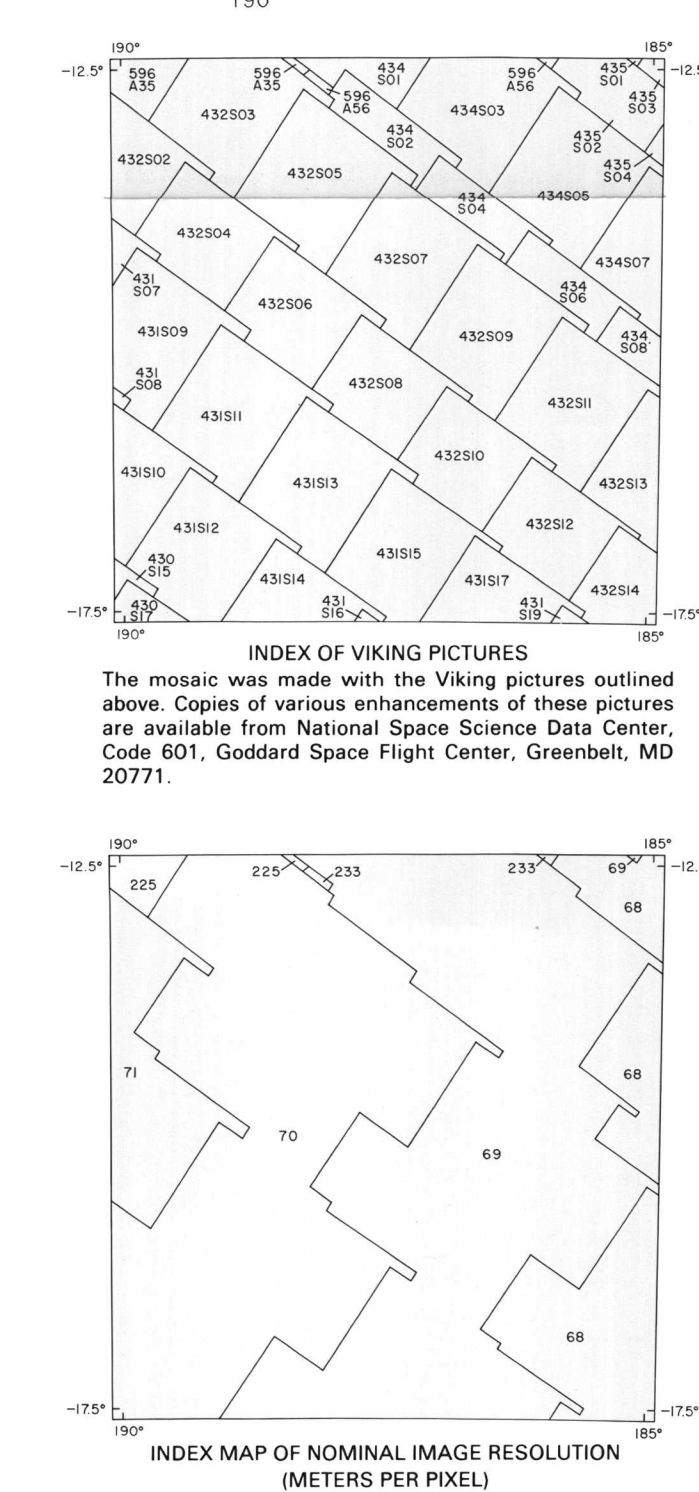 190
190° 185°
-12.5° -12.5
596 A35
596 A35
434 S01
596 A56
435 S01
596 A56
435 S03
432S03
434S03
434 S02
435 S02
432S02
432S05
435 S04
434 S04
434S05
432S04
432S07
434S07
431 S07
434 S06
432S06
431S09
432S09
434 S08
431 S08
432S08
432S11
431S11
432S10
431S10
431S13
432S13
431S12
432S12
430 S15
431S15
431S14
431S17
432S14
430 S17
431 S16
431 S19
-17.5° -17.5°
190° 185°
INDEX OF VIKING PICTURES
The mosaic was made with the Viking pictures outlined
above. Copies of various enhancements of these pictures
are available from National Space Science Data Center,
Code 601, Goddard Space Flight Center, Greenbelt, MD
20771.
190° 185°
-12.5° -12.
225 233 233 69
225
68
71
68
70
69
68
-17.5° -17.5°
190° 185°
INDEX MAP OF NOMINAL IMAGE RESOLUTION
(METERS PER PIXEL)